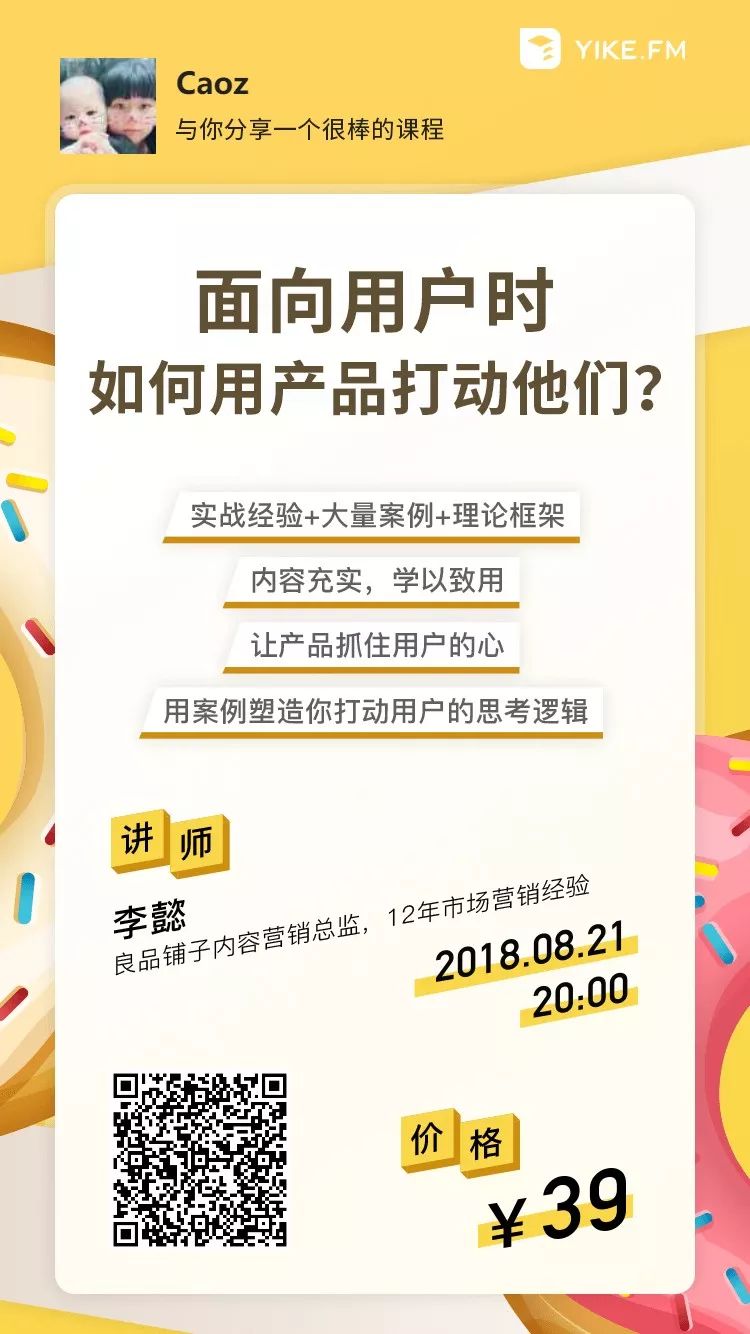 YIKE.FM
Caoz
与你分享一个很棒的课程
面向用户时
如何用产品打动他们？
实战经验+大量案例+理论框架
内容充实，学以致用
让产品抓住用户的心
用案例塑造你打动用户的思考逻辑
讲师
李懿
良品铺子内容营销总监，12年市场营销经验
2018.08.21
20:00
价格
¥39